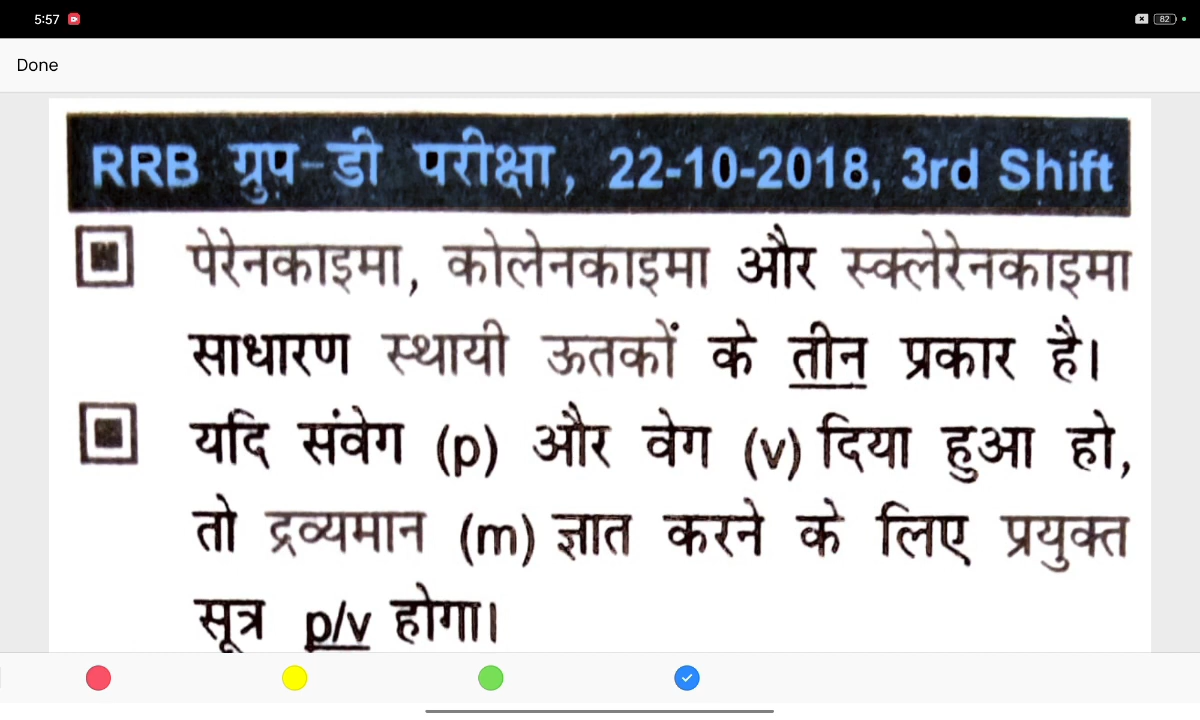 5:57
82
Done
RRB ग्रुप-डी परीक्षा, 22-10-2018, 3rd Shift
पेरेनकाइमा, कोलेनकाइमा और स्क्लेरेनकाइमा
साधारण स्थायी ऊतकों के तीन प्रकार है।
यदि संवेग (p) और वेग (v) दिया हुआ हो,
तो द्रव्यमान (m) ज्ञात करने के लिए प्रयुक्त
सूत्र p/v होगा।